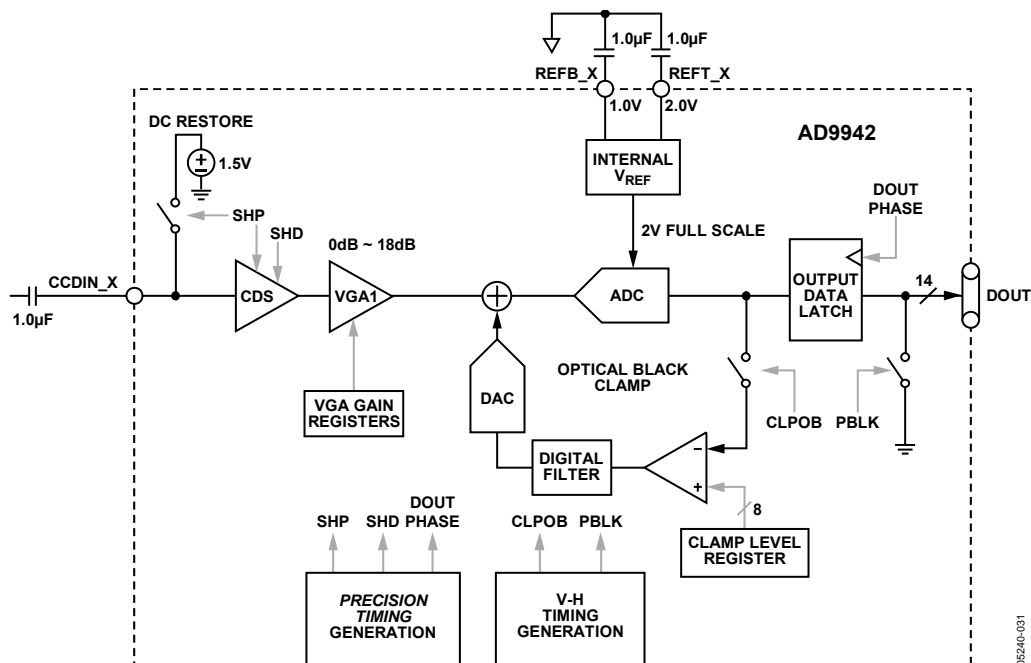 1.0µF
1.0µF
REFB_X
REFT_X
1.0V
2.0V
DC RESTORE
AD9942
+
–
1.5V
INTERNAL
VREF
DOUT
PHASE
SHP
SHD
0dB ~ 18dB
2V FULL SCALE
CCDIN_X
1.0µF
CDS
VGA1
+
ADC
OUTPUT
DATA
LATCH
14
DOUT
OPTICAL BLACK
CLAMP
DAC
VGA GAIN
REGISTERS
CLPOB
PBLK
DIGITAL
FILTER
–
+
8
CLAMP LEVEL
REGISTER
SHP
SHD
DOUT
PHASE
CLPOB
PBLK
PRECISION
TIMING
GENERATION
V-H
TIMING
GENERATION
05240-031